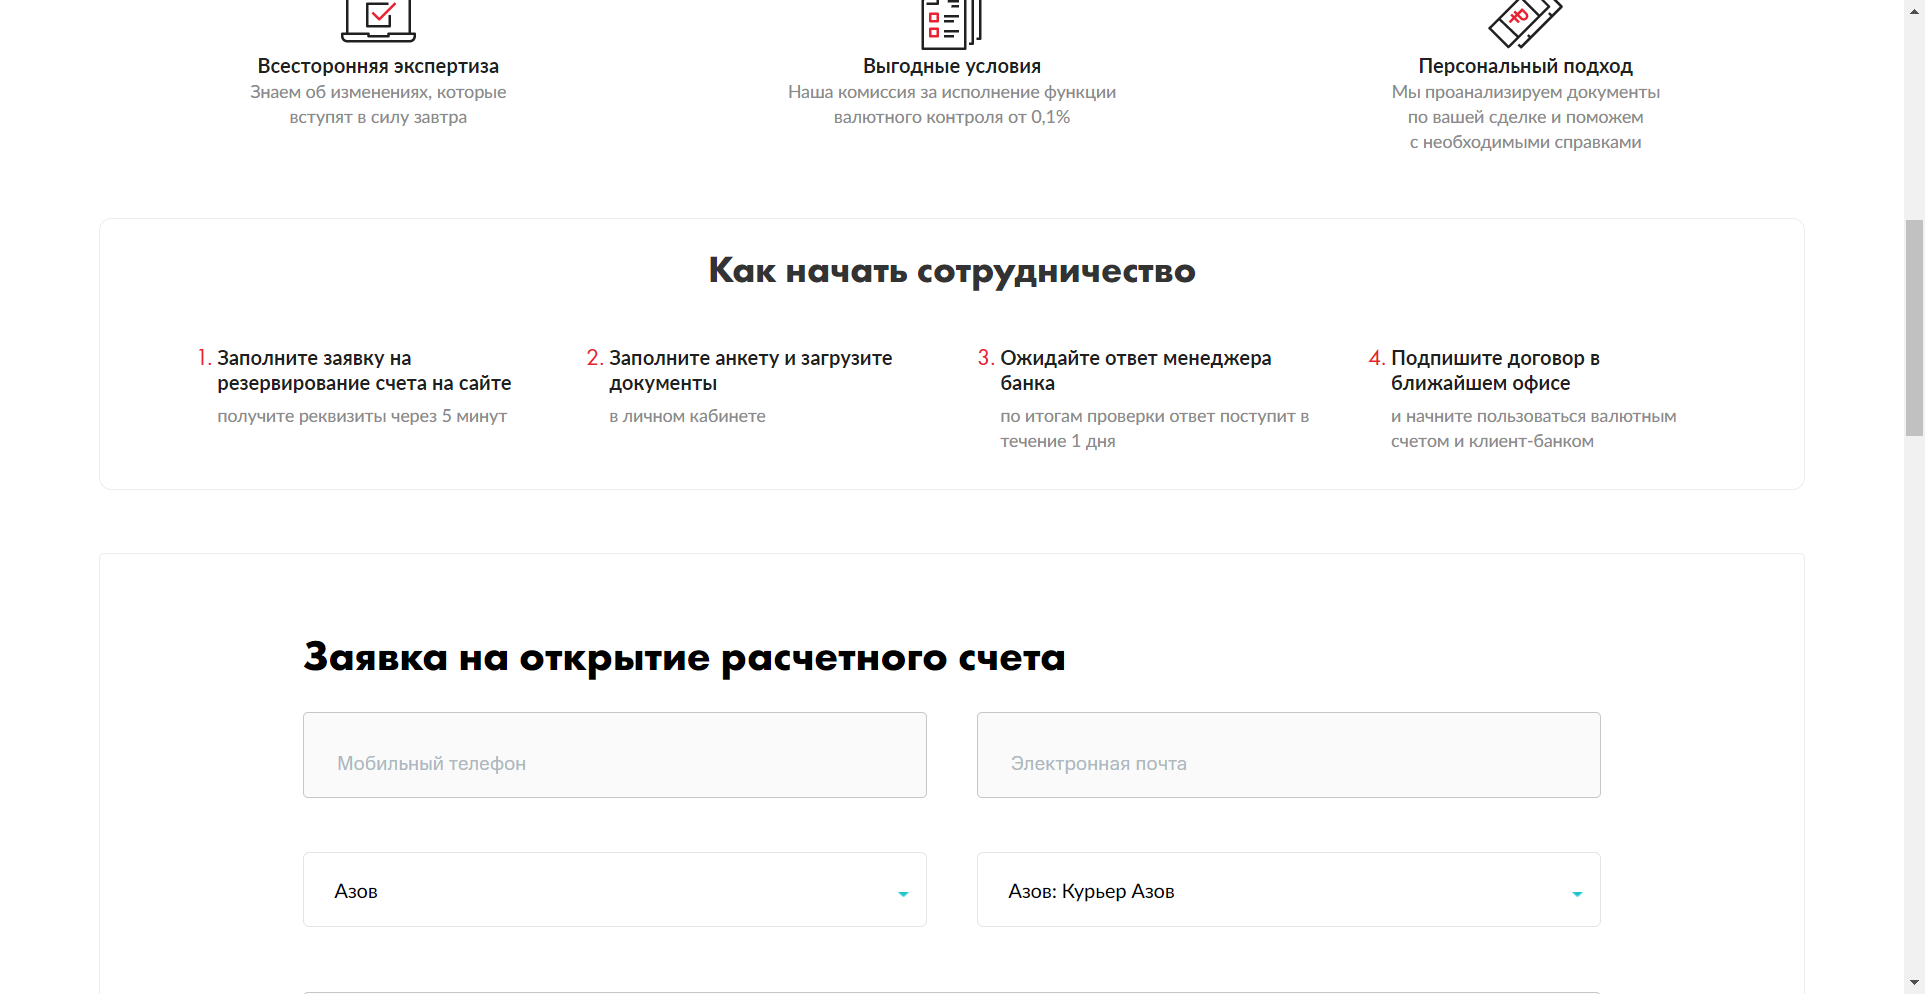 Всесторонняя экспертиза
Знаем об изменениях, которые
вступят в силу завтра
Выгодные условия
Наша комиссия за исполнение функции
валютного контроля от 0,1%
Персональный подход
Мы проанализируем документы
по вашей сделке и поможем
с необходимыми справками
Как начать сотрудничество
1. Заполните заявку на
резервирование счета на сайте
получите реквизиты через 5 минут
2. Заполните анкету и загрузите
документы
в личном кабинете
3. Ожидайте ответ менеджера
банка
по итогам проверки ответ поступит в
течение 1 дня
4. Подпишите договор в
ближайшем офисе
и начните пользоваться валютным
счетом и клиент-банком
Заявка на открытие расчетного счета
Мобильный телефон
Электронная почта
Азов
Азов: Курьер Азов